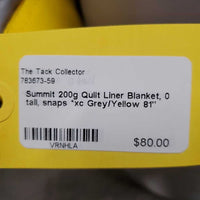 The Tack Collector
763673-59
Summit 200g Quilt Liner Blanket, 0
tail, snaps *xc Grey/Yellow 81"
VRNHLA
$80.00